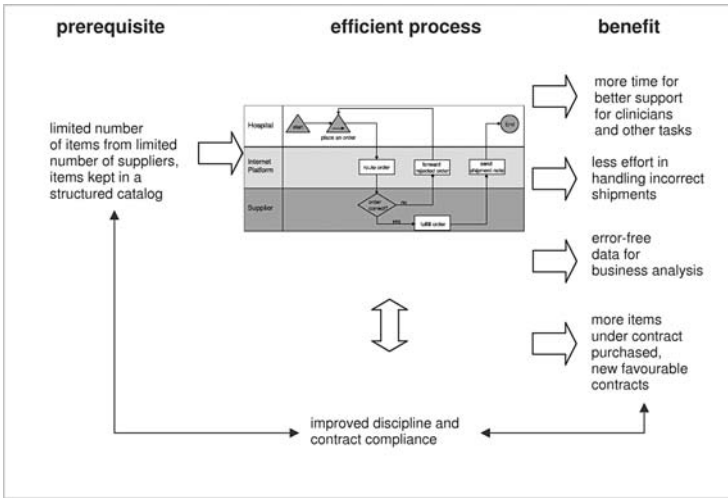 prerequisite
efficient process
benefit
limited number
of items from limited
number of suppliers,
items kept in a
structured catalog
Hospital
start
place an order
End
Internet
Platform
route order
forward
rejected order
send
shipment note
Supplier
order
correct?
no
yes
fulfill order
more time for
better support
for clinicians
and other tasks
less effort in
handling incorrect
shipments
error-free
data for
business analysis
more items
under contract
purchased,
new favourable
contracts
improved discipline and
contract compliance